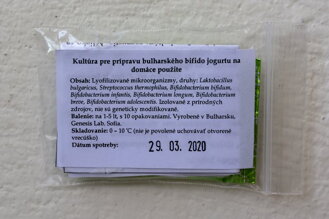 Kultúra pre prípravu bulharského bifido jogurtu na
domáce použite
Obsah: Lyofilizované mikroorganizmy, druhy: Laktobacillus
bulgaricus, Streptococcus thermophilus, Bifidobacterium bifidum,
Bifidobacterium infantis, Bifidobacterium longum, Bifidobacterium
breve, Bifidobacterium adolescentis. Izolované z prírodných
zdrojov, nie sú geneticky modifikované.
Balenie: na 1-5 lt, s 10 opakovaniami. Vyrobené v Bulharsku,
Genesis Lab, Sofia.
Skladovanie: 0 – 10 °C (nie je povolené uchovávať otvorené
vrecúško)
Dátum spotreby: 29. 03. 2020